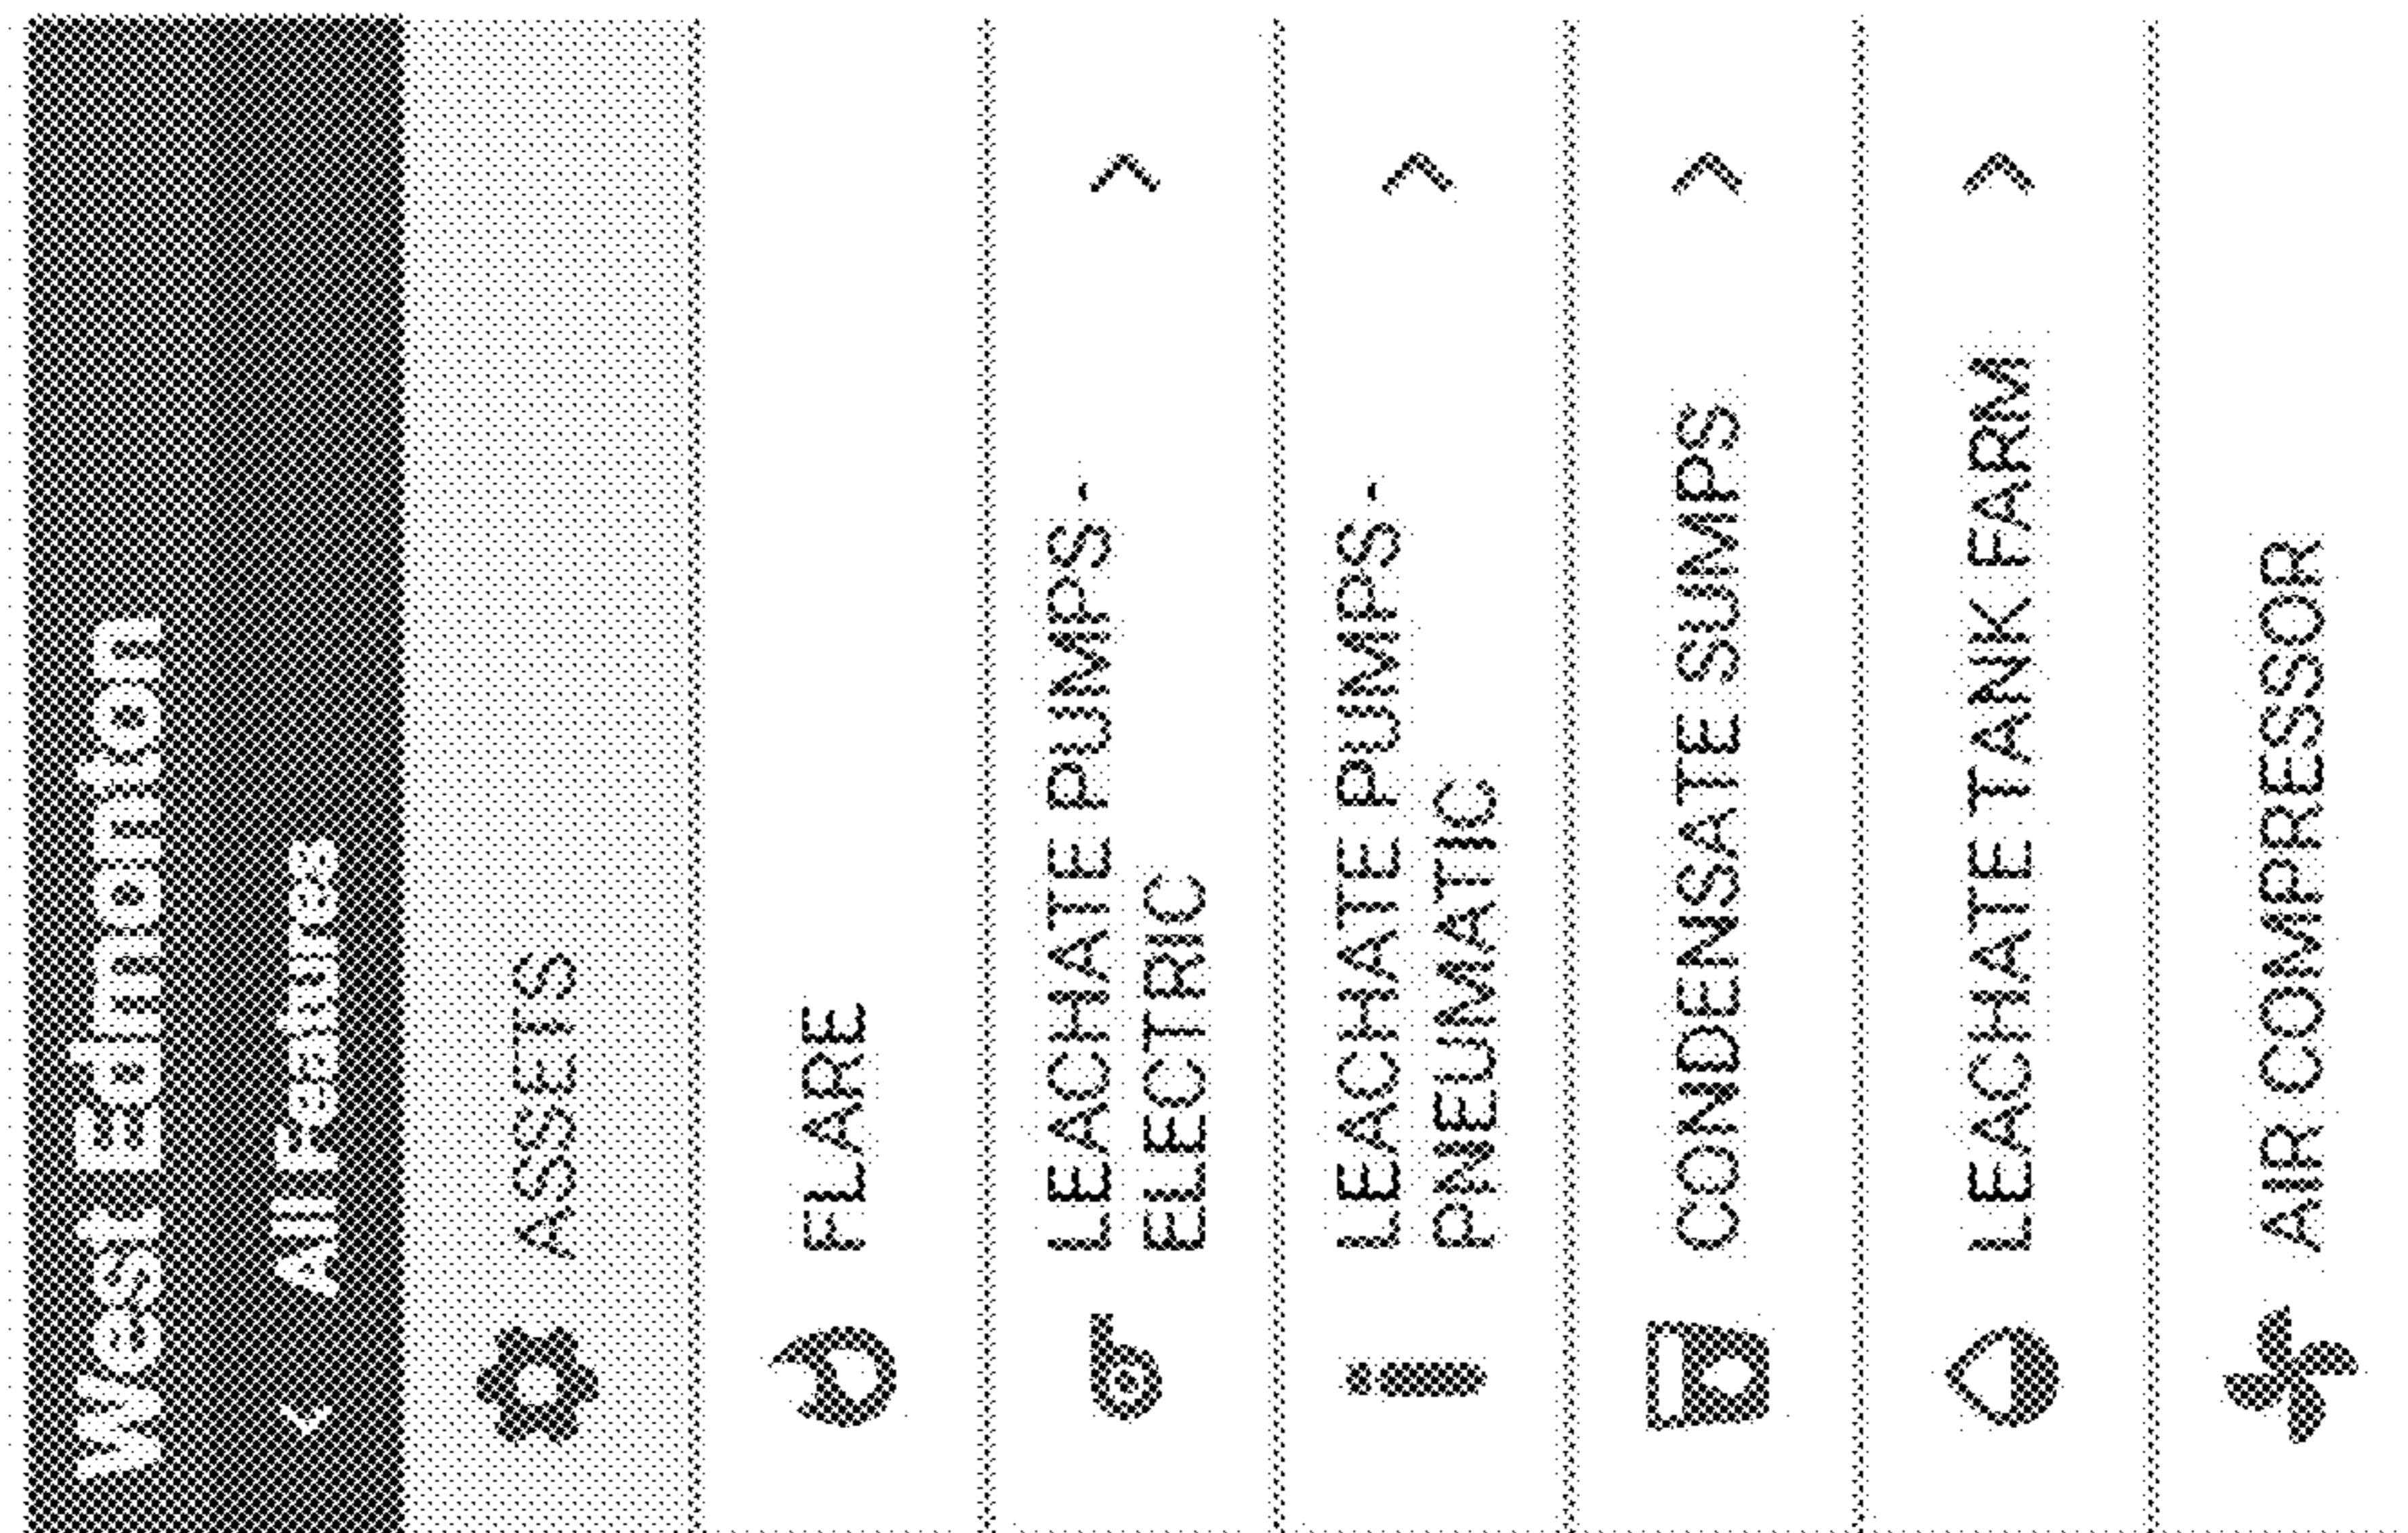 West Edmonton
< All Features
ASSETS
FLARE
LEACHATE PUMPS -
ELECTRIC
LEACHATE PUMPS -
PNEUMATIC
CONDENSATE SUMPS
LEACHATE TANK FARM
AIR COMPRESSOR